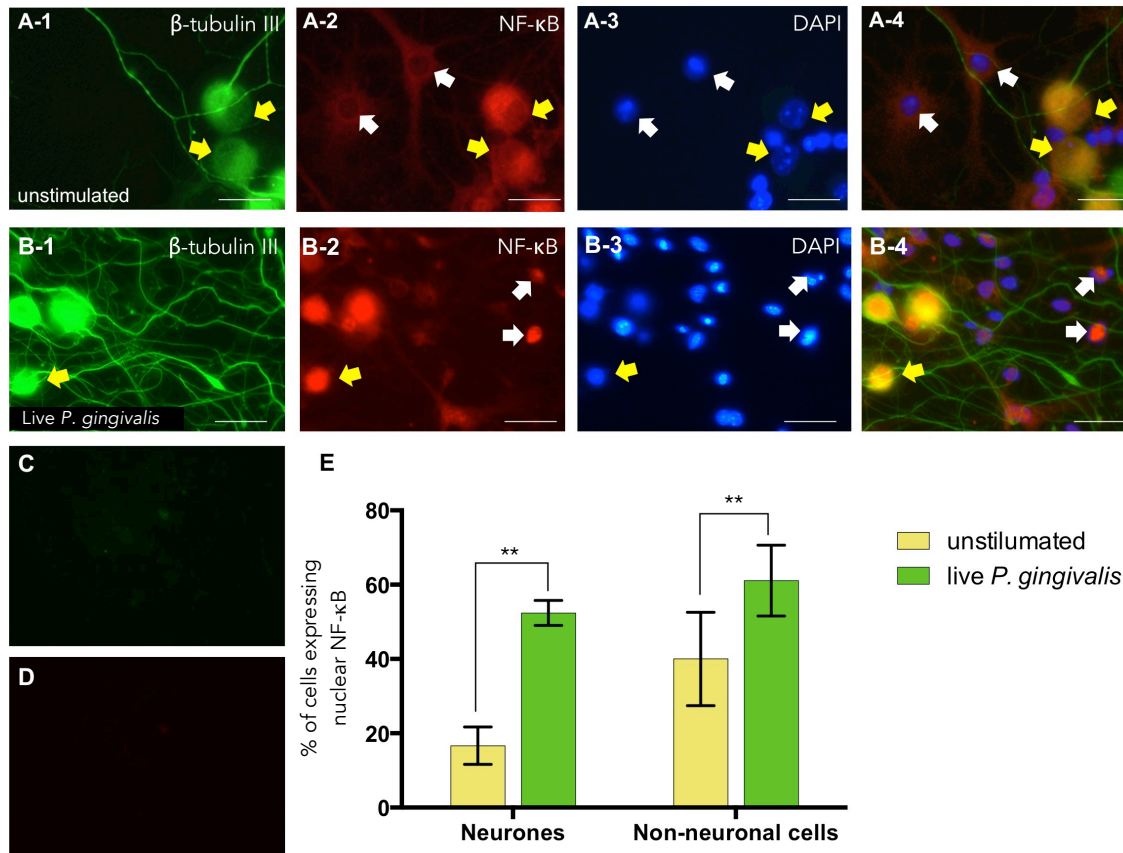 A-1 β-tubulin III
A-2 NF-κB
A-3 DAPI
A-4
unstimulated
B-1 β-tubulin III
B-2 NF-κB
B-3 DAPI
B-4
Live P. gingivalis
C
D
E
% of cells expressing
nuclear NF-κB
80
60
40
20
0
**
**
Neurones
Non-neuronal cells
unstilumated
live P. gingivalis